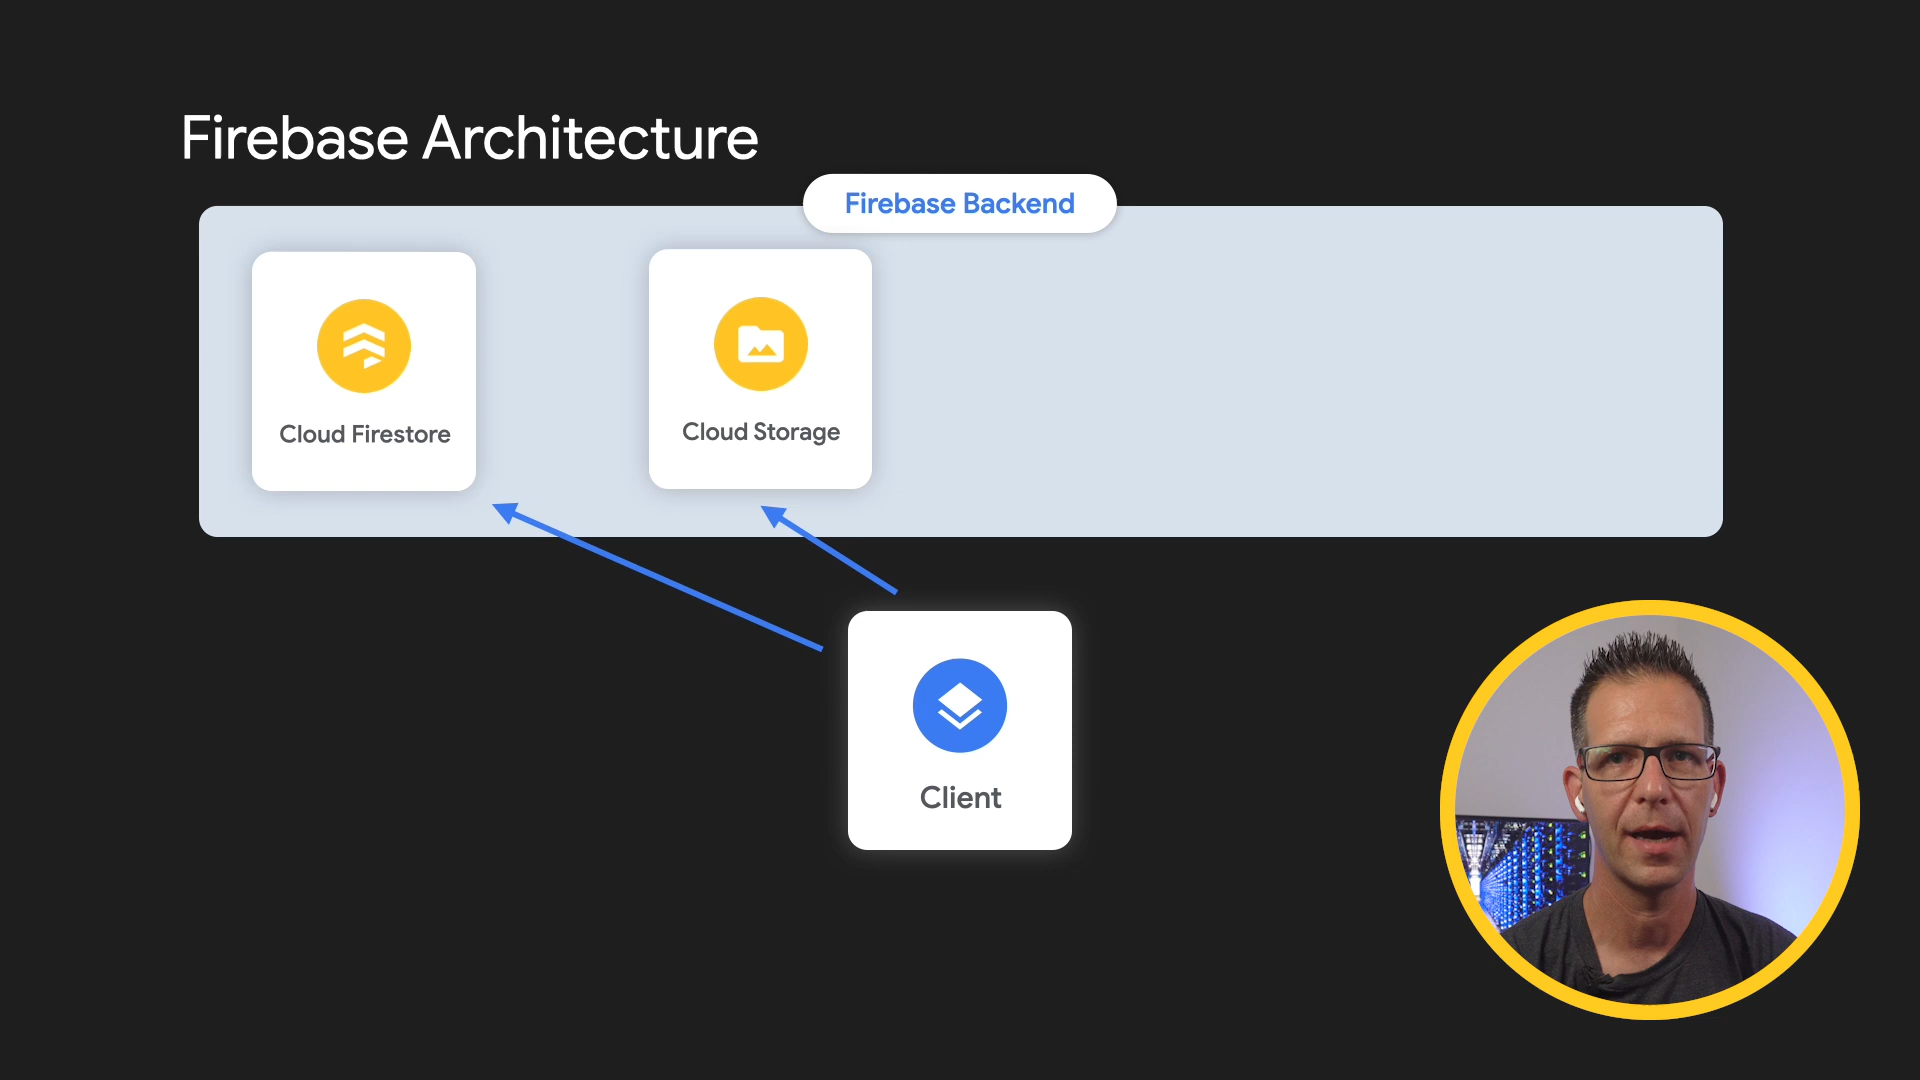 Firebase Architecture
Firebase Backend
Cloud Firestore
Cloud Storage
Client